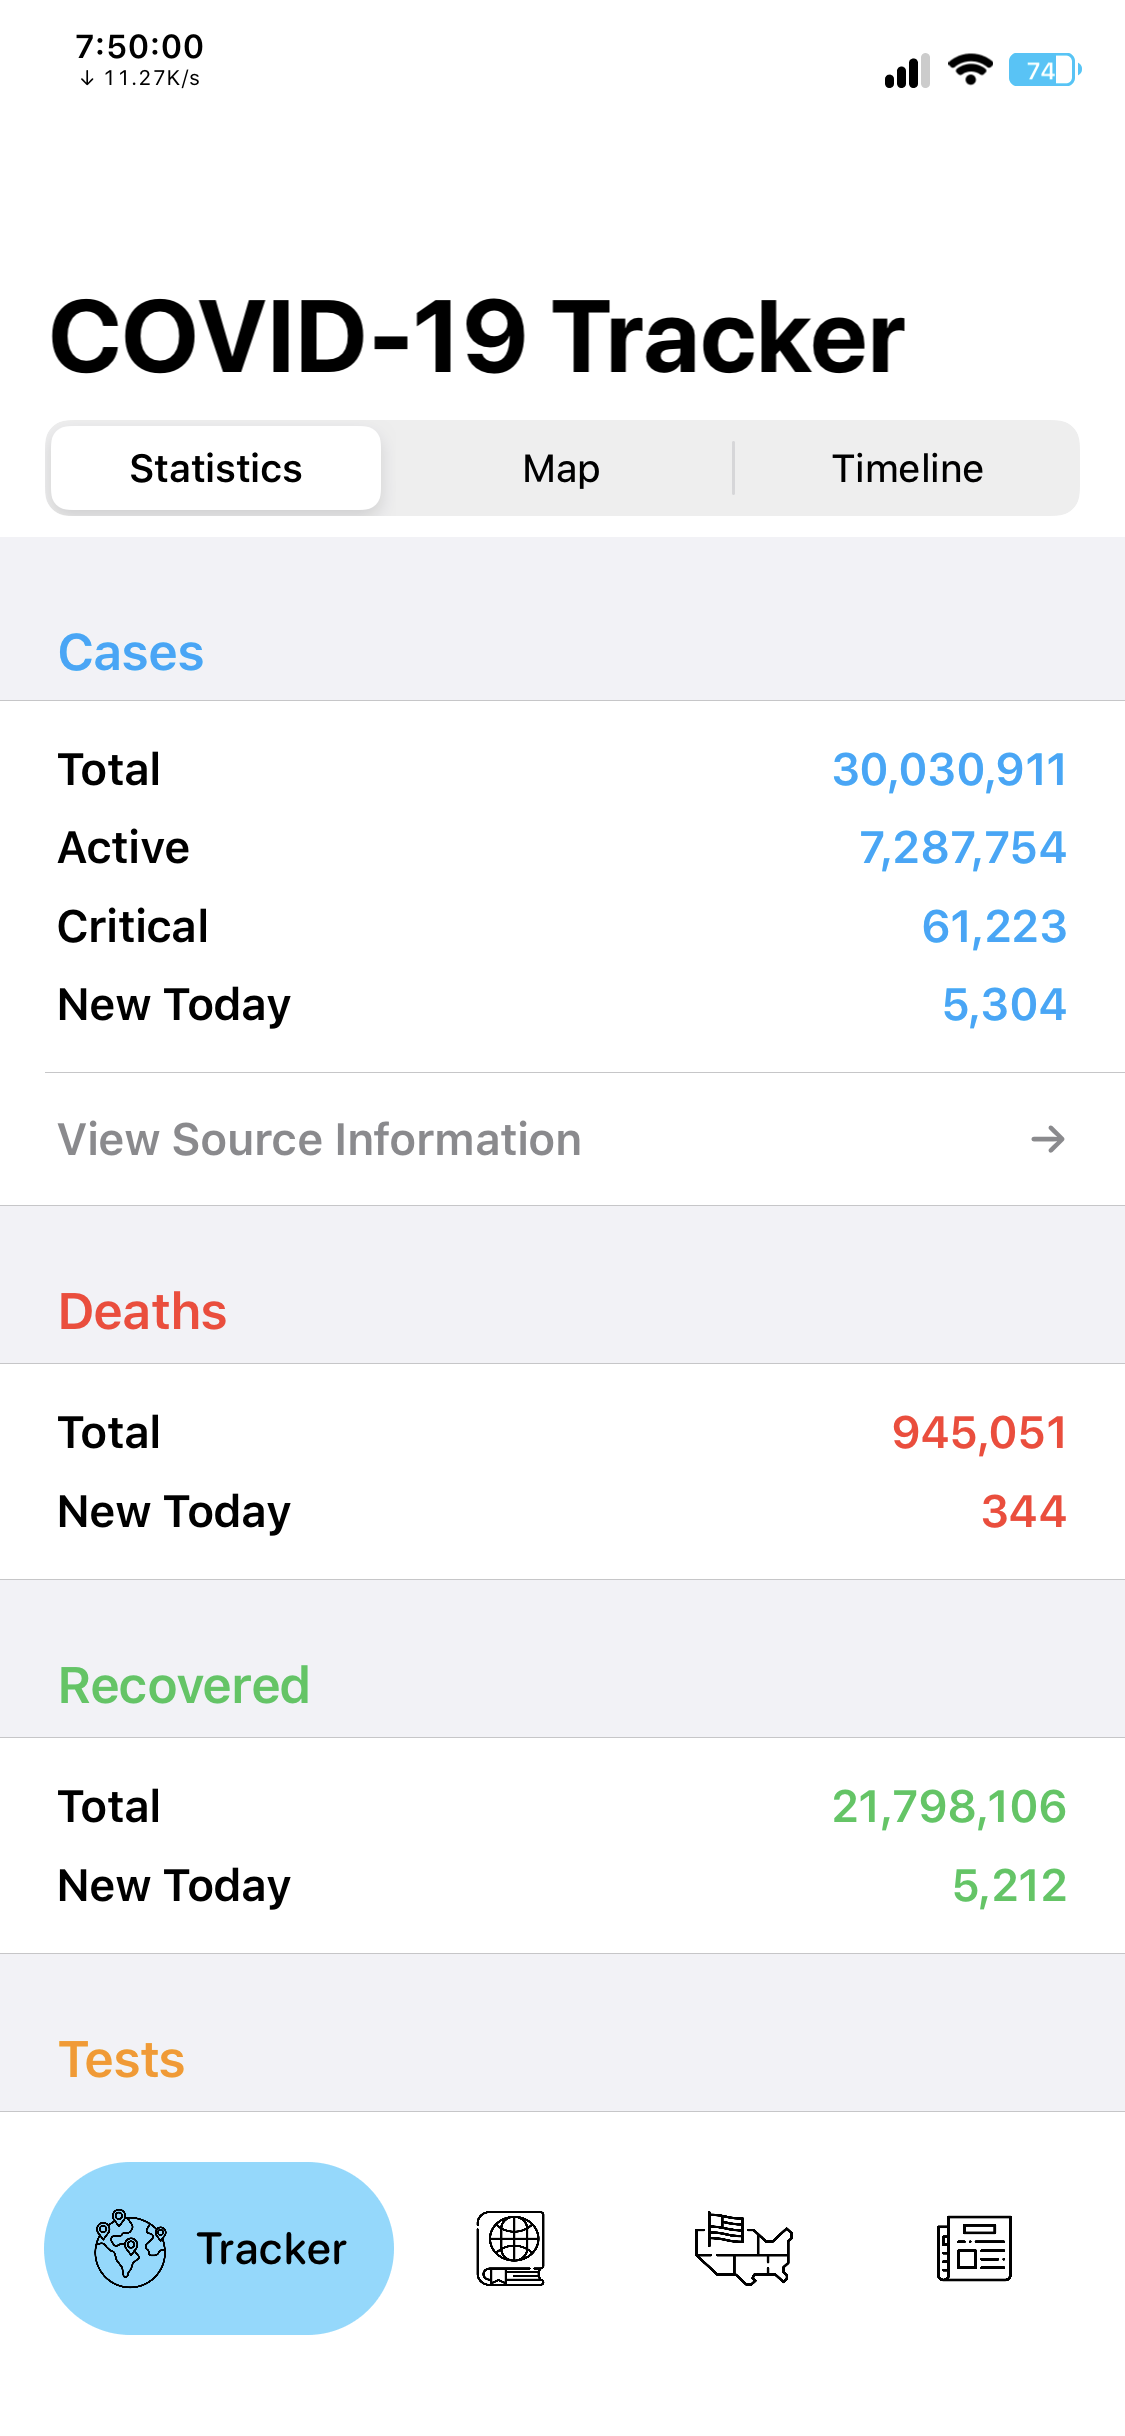 7:50:00
↓ 11.27K/s
74
COVID-19 Tracker
Statistics Map Timeline
Cases
Total 30,030,911
Active 7,287,754
Critical 61,223
New Today 5,304
View Source Information →
Deaths
Total 945,051
New Today 344
Recovered
Total 21,798,106
New Today 5,212
Tests
Tracker